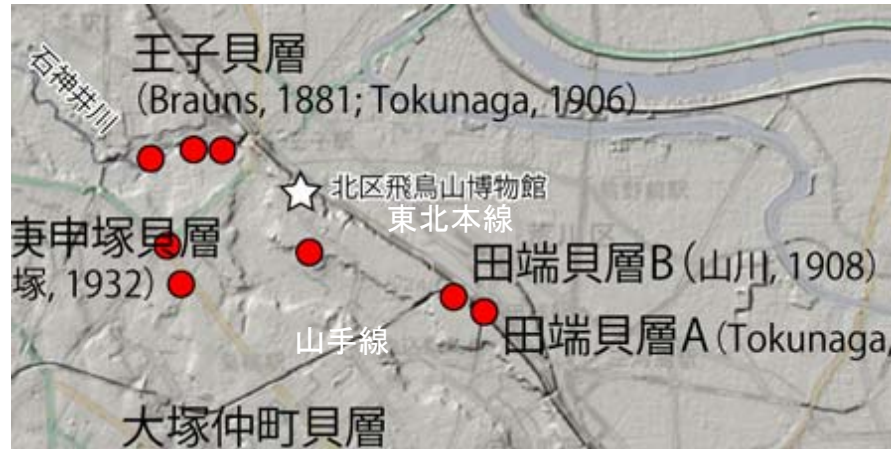 王子貝層
(Brauns, 1881; Tokunaga, 1906)
石神井川
北区飛鳥山博物館
東北本線
庚申塚貝層
塚, 1932)
田端貝層B(山川, 1908)
山手線
田端貝層A(Tokunaga,
大塚仲町貝層